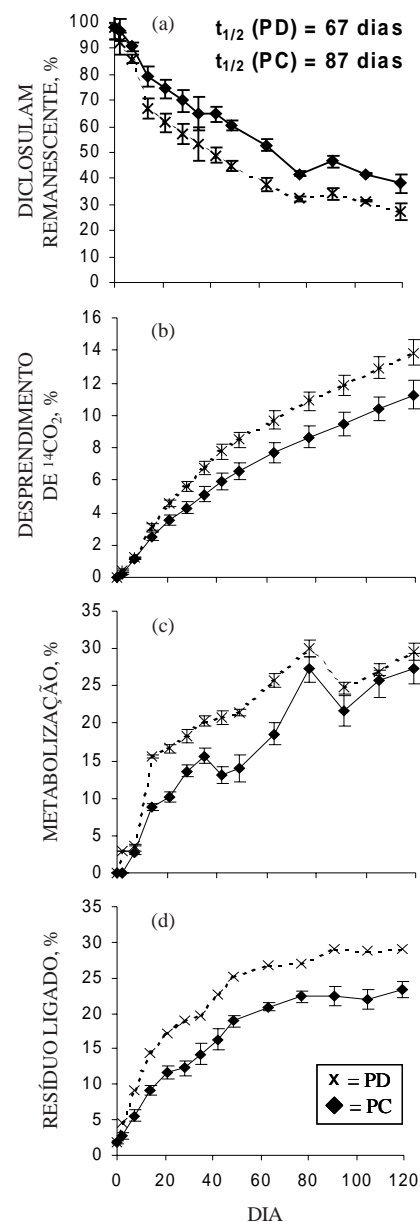 (a)
t1/2 (PD) = 67 dias
t1/2 (PC) = 87 dias
DICLOSULAM
REMANESCENTE, %
100
90
80
70
60
50
40
30
20
10
0
(b)
DESPRENDIMENTO
DE ¹⁴CO₂, %
16
14
12
10
8
6
4
2
0
(c)
METABOLIZAÇÃO, %
35
30
25
20
15
10
5
0
(d)
RESÍDUO LIGADO, %
35
30
25
20
15
10
5
0
x = PD
◆ = PC
0 20 40 60 80 100 120
DIA